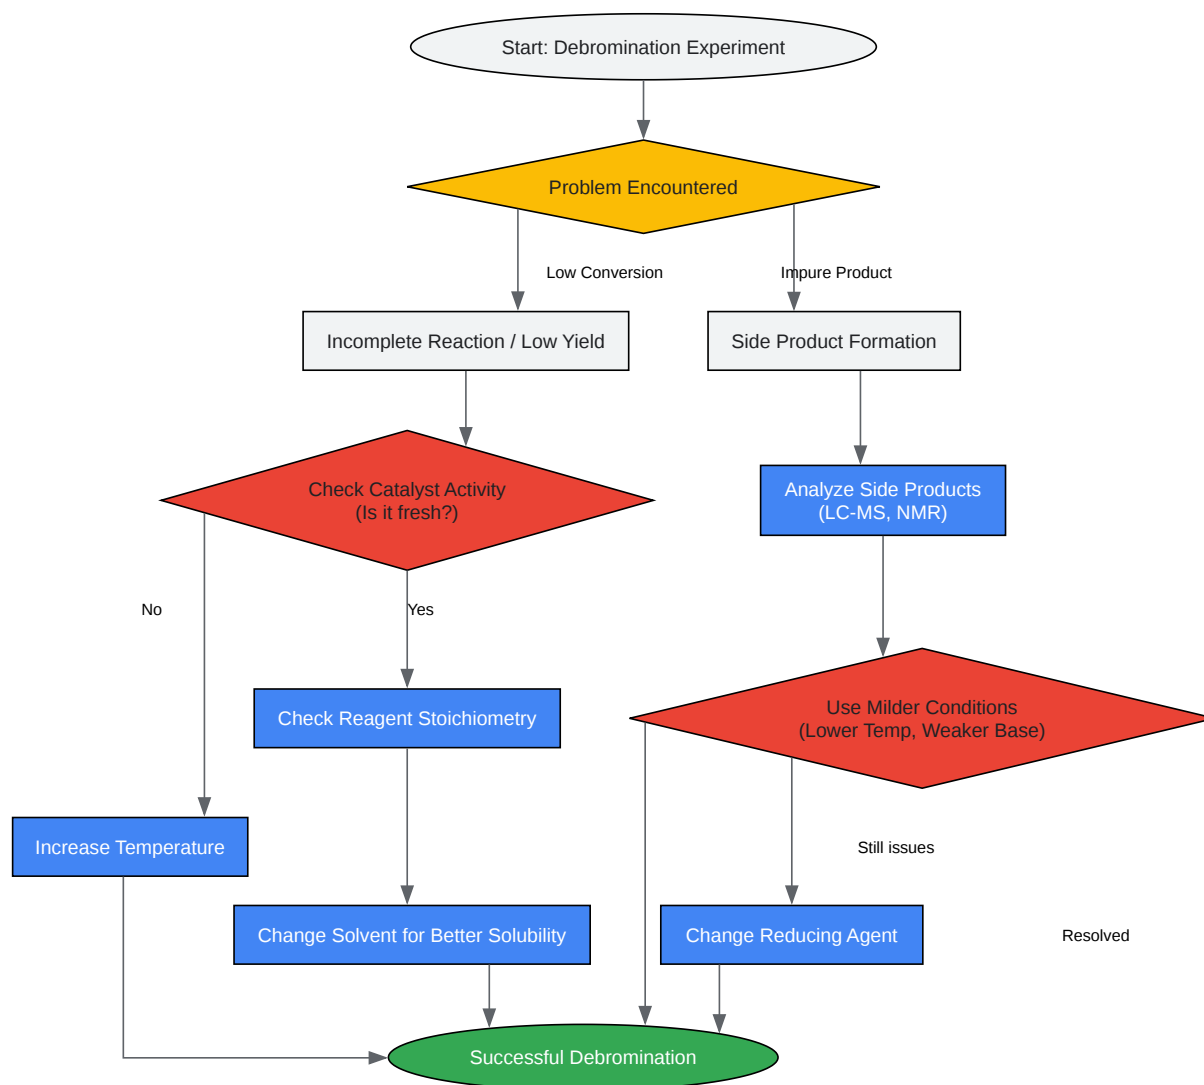 Start: Debromination Experiment
Problem Encountered
Low Conversion
Impure Product
Incomplete Reaction / Low Yield
Side Product Formation
Check Catalyst Activity
(Is it fresh?)
Analyze Side Products
(LC-MS, NMR)
No
Yes
Check Reagent Stoichiometry
Use Milder Conditions
(Lower Temp, Weaker Base)
Increase Temperature
Still issues
Change Solvent for Better Solubility
Change Reducing Agent
Resolved
Successful Debromination